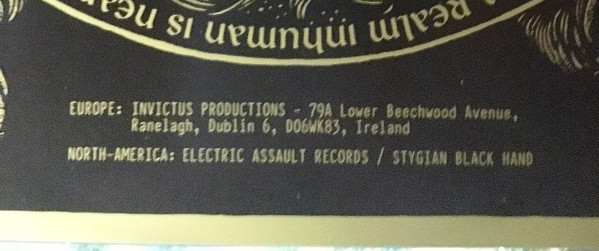 A Realm inhuman is near
EUROPE: INVICTUS PRODUCTIONS - 79A Lower Beechwood Avenue,
Ranelagh, Dublin 6, D06WK83, Ireland
NORTH-AMERICA: ELECTRIC ASSAULT RECORDS / STYGIAN BLACK HAND